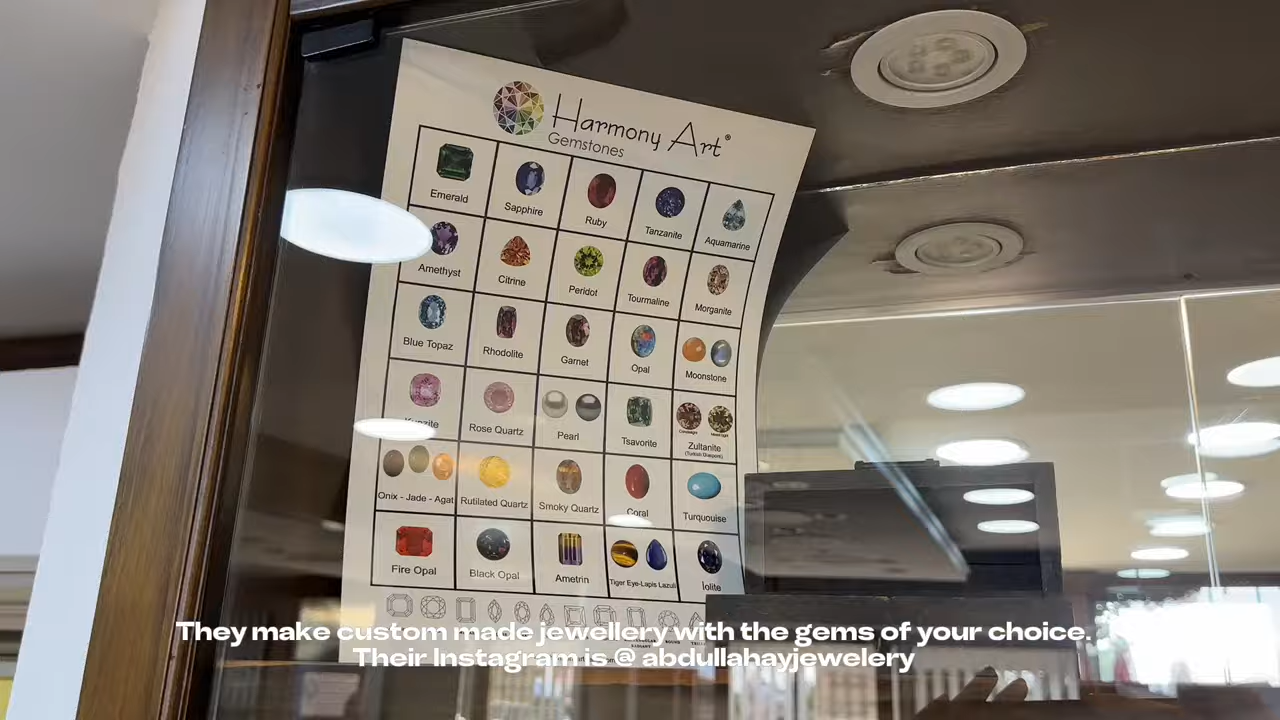 Harmony Art®
Gemstones
Emerald
Sapphire
Ruby
Tanzanite
Aquamarine
Amethyst
Citrine
Peridot
Tourmaline
Morganite
Blue Topaz
Rhodolite
Garnet
Opal
Moonstone
Kunzite
Rose Quartz
Pearl
Tsavorite
Zultanite
(Turkish Diaspore)
Onix - Jade - Agat
Rutilated Quartz
Smoky Quartz
Coral
Turquouise
Fire Opal
Black Opal
Ametrin
Tiger Eye-Lapis Lazuli
İolite
They make custom made jewellery with the gems of your choice.
Their Instagram is @ abdullahayjewelery